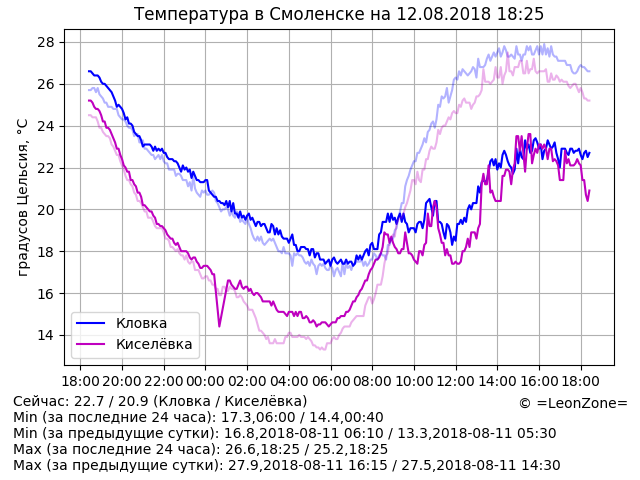 Температура в Смоленске на 12.08.2018 18:25
28
26
24
22
20
18
16
14
градусов Цельсия, °C
Кловка
Киселёвка
18:00 20:00 22:00 00:00 02:00 04:00 06:00 08:00 10:00 12:00 14:00 16:00 18:00
Сейчас: 22.7 / 20.9 (Кловка / Киселёвка)
© =LeonZone=
Min (за последние 24 часа): 17.3,06:00 / 14.4,00:40
Min (за предыдущие сутки): 16.8,2018-08-11 06:10 / 13.3,2018-08-11 05:30
Max (за последние 24 часа): 26.6,18:25 / 25.2,18:25
Max (за предыдущие сутки): 27.9,2018-08-11 16:15 / 27.5,2018-08-11 14:30